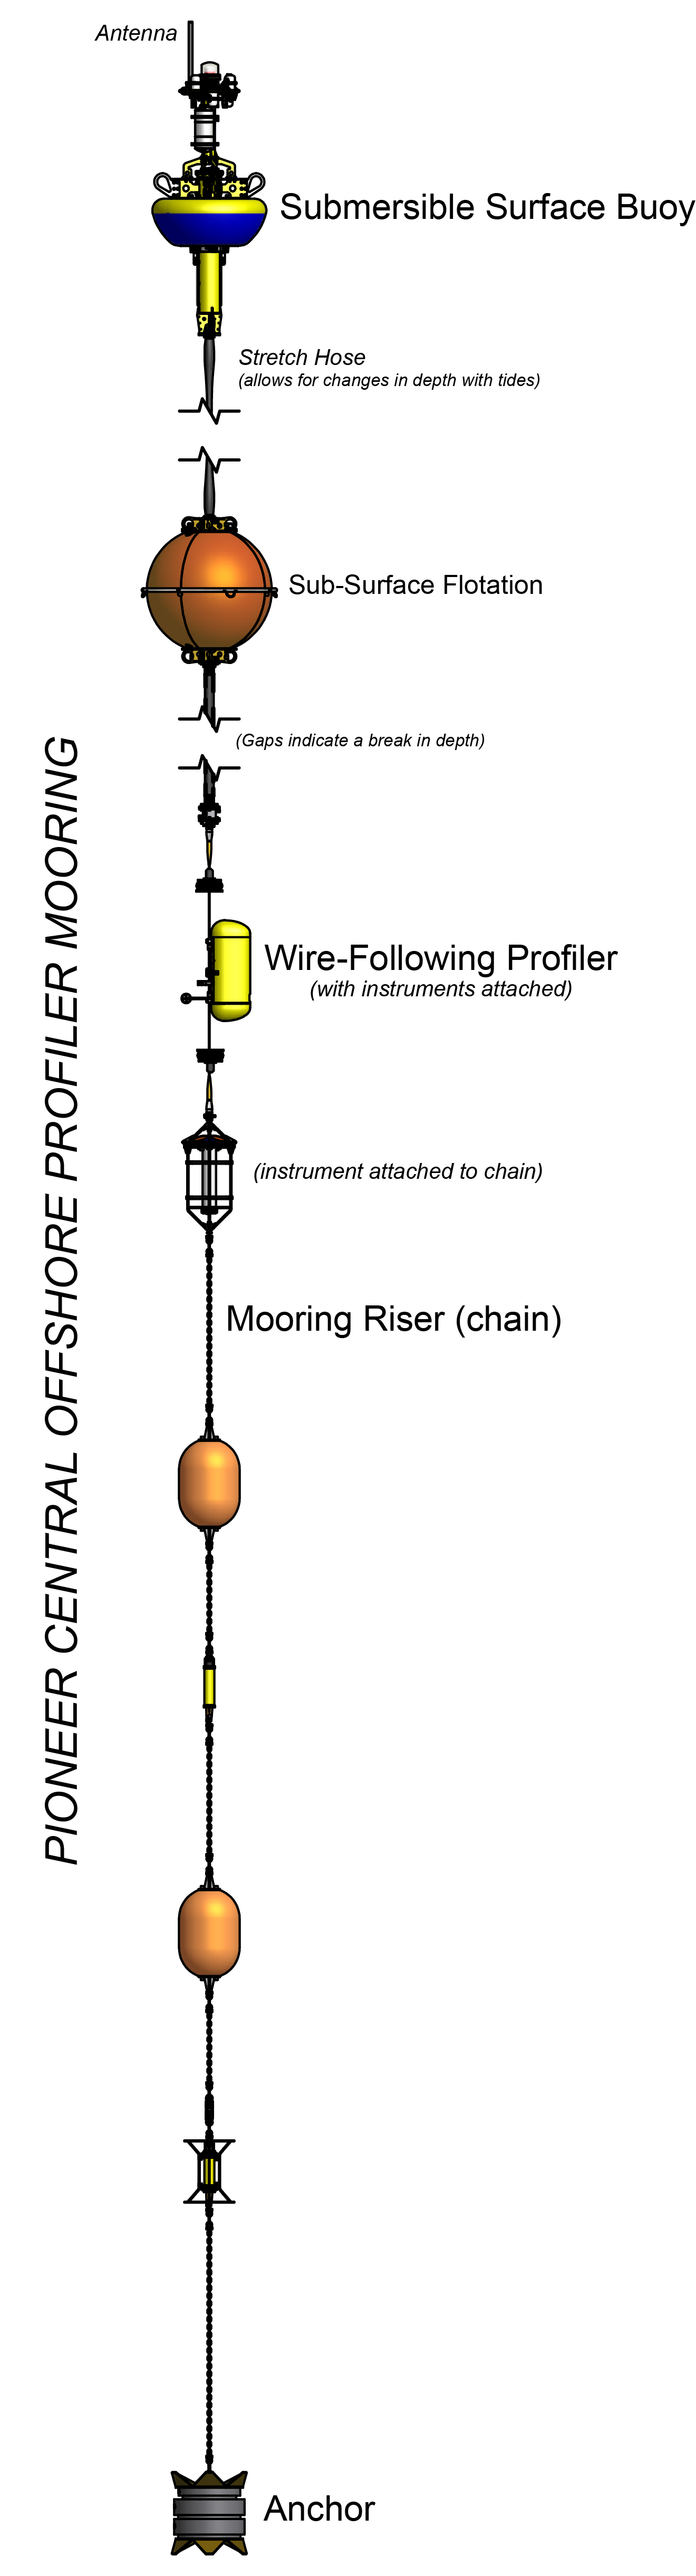 Antenna
Submersible Surface Buoy
Stretch Hose
(allows for changes in depth with tides)
Sub-Surface Flotation
(Gaps indicate a break in depth)
PIONEER CENTRAL OFFSHORE PROFILER MOORING
Wire-Following Profiler
(with instruments attached)
(instrument attached to chain)
Mooring Riser (chain)
Anchor